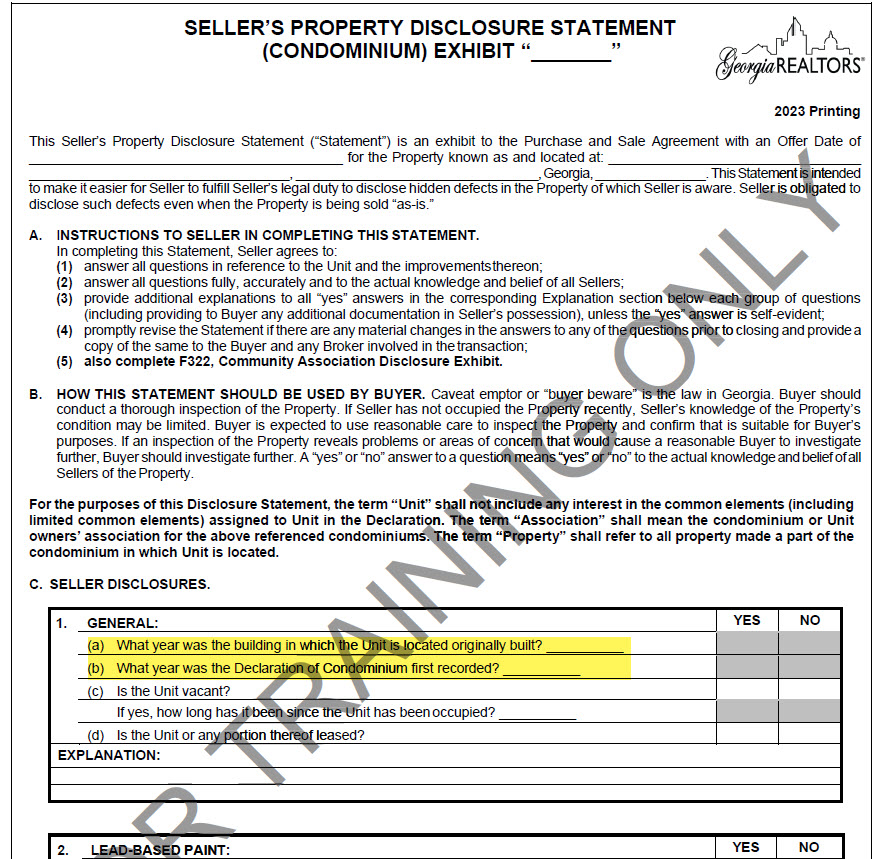 SELLER'S PROPERTY DISCLOSURE STATEMENT
(CONDOMINIUM) EXHIBIT “_______”
GeorgiaREALTORS®
2023 Printing
This Seller's Property Disclosure Statement (“Statement”) is an exhibit to the Purchase and Sale Agreement with an Offer Date of
_______ for the Property known as and located at: _______
_______, _______, Georgia, _______. This Statement is intended
to make it easier for Seller to fulfill Seller's legal duty to disclose hidden defects in the Property of which Seller is aware. Seller is obligated to
disclose such defects even when the Property is being sold “as-is.”
A. INSTRUCTIONS TO SELLER IN COMPLETING THIS STATEMENT.
In completing this Statement, Seller agrees to:
(1) answer all questions in reference to the Unit and the improvements thereon;
(2) answer all questions fully, accurately and to the actual knowledge and belief of all Sellers;
(3) provide additional explanations to all “yes” answers in the corresponding Explanation section below each group of questions
(including providing to Buyer any additional documentation in Seller's possession), unless the “yes” answer is self-evident;
(4) promptly revise the Statement if there are any material changes in the answers to any of the questions prior to closing and provide a
copy of the same to the Buyer and any Broker involved in the transaction;
(5) also complete F322, Community Association Disclosure Exhibit.
B. HOW THIS STATEMENT SHOULD BE USED BY BUYER. Caveat emptor or “buyer beware” is the law in Georgia. Buyer should
conduct a thorough inspection of the Property. If Seller has not occupied the Property recently, Seller's knowledge of the Property's
condition may be limited. Buyer is expected to use reasonable care to inspect the Property and confirm that is suitable for Buyer's
purposes. If an inspection of the Property reveals problems or areas of concern that would cause a reasonable Buyer to investigate
further, Buyer should investigate further. A “yes” or “no” answer to a question means “yes” or “no” to the actual knowledge and belief of all
Sellers of the Property.
For the purposes of this Disclosure Statement, the term “Unit” shall not include any interest in the common elements (including
limited common elements) assigned to Unit in the Declaration. The term “Association” shall mean the condominium or Unit
owners' association for the above referenced condominiums. The term “Property” shall refer to all property made a part of the
condominium in which Unit is located.
C. SELLER DISCLOSURES.
1. GENERAL: YES NO
(a) What year was the building in which the Unit is located originally built? _______
(b) What year was the Declaration of Condominium first recorded? _______
(c) Is the Unit vacant?
If yes, how long has it been since the Unit has been occupied? _______
(d) Is the Unit or any portion thereof leased?
EXPLANATION:
2. LEAD-BASED PAINT: YES NO
OR TRAINING ONLY